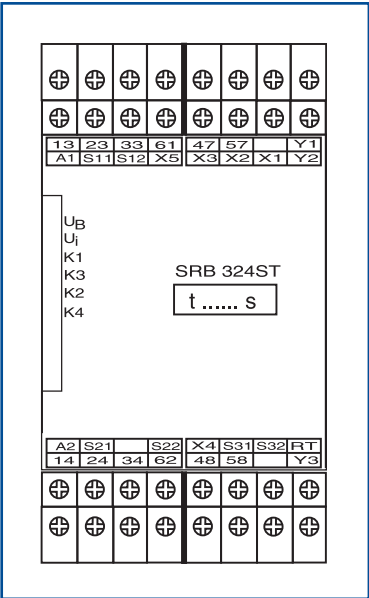 13 23 33 61 47 57 Y1
A1 S11 S12 X5 X3 X2 X1 Y2
UB
Ui
K1
K3
K2
K4
SRB 324ST
t ...... s
A2 S21 S22 X4 S31 S32 RT
14 24 34 62 48 58 Y3